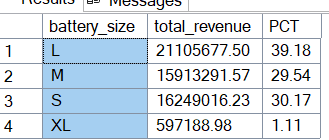 Results Messages
battery_size total_revenue PCT
1 L 21105677.50 39.18
2 M 15913291.57 29.54
3 S 16249016.23 30.17
4 XL 597188.98 1.11